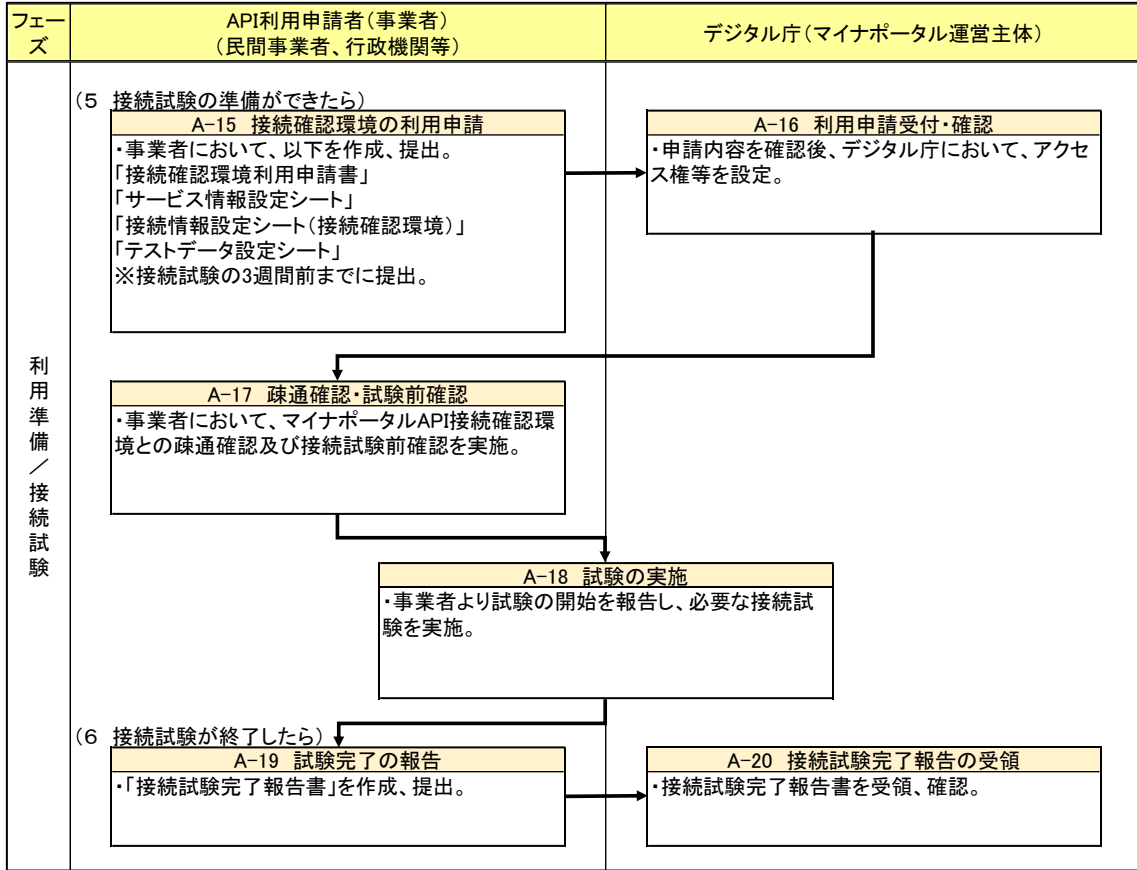 フェーズ
API利用申請者(事業者)
(民間事業者、行政機関等)
デジタル庁(マイナポータル運営主体)
利用準備/接続試験
(5 接続試験の準備ができたら)
A-15 接続確認環境の利用申請
・事業者において、以下を作成、提出。
「接続確認環境利用申請書」
「サービス情報設定シート」
「接続情報設定シート(接続確認環境)」
「テストデータ設定シート」
※接続試験の3週間前までに提出。
A-16 利用申請受付・確認
・申請内容を確認後、デジタル庁において、アクセ
ス権等を設定。
A-17 疎通確認・試験前確認
・事業者において、マイナポータルAPI接続確認環
境との疎通確認及び接続試験前確認を実施。
A-18 試験の実施
・事業者より試験の開始を報告し、必要な接続試
験を実施。
(6 接続試験が終了したら)
A-19 試験完了の報告
・「接続試験完了報告書」を作成、提出。
A-20 接続試験完了報告の受領
・接続試験完了報告書を受領、確認。